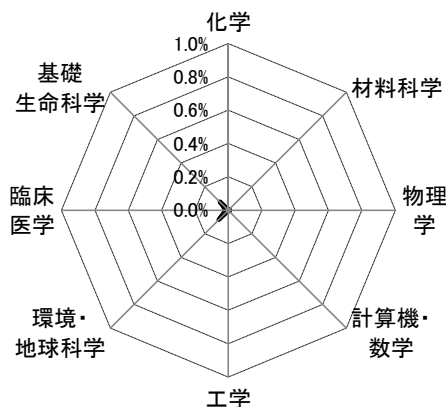 化学
1.0%
0.8%
0.6%
0.4%
0.2%
0.0%
材料科学
物理
学
計算機・
数学
工学
環境・
地球科学
臨床
医学
基礎
生命科学